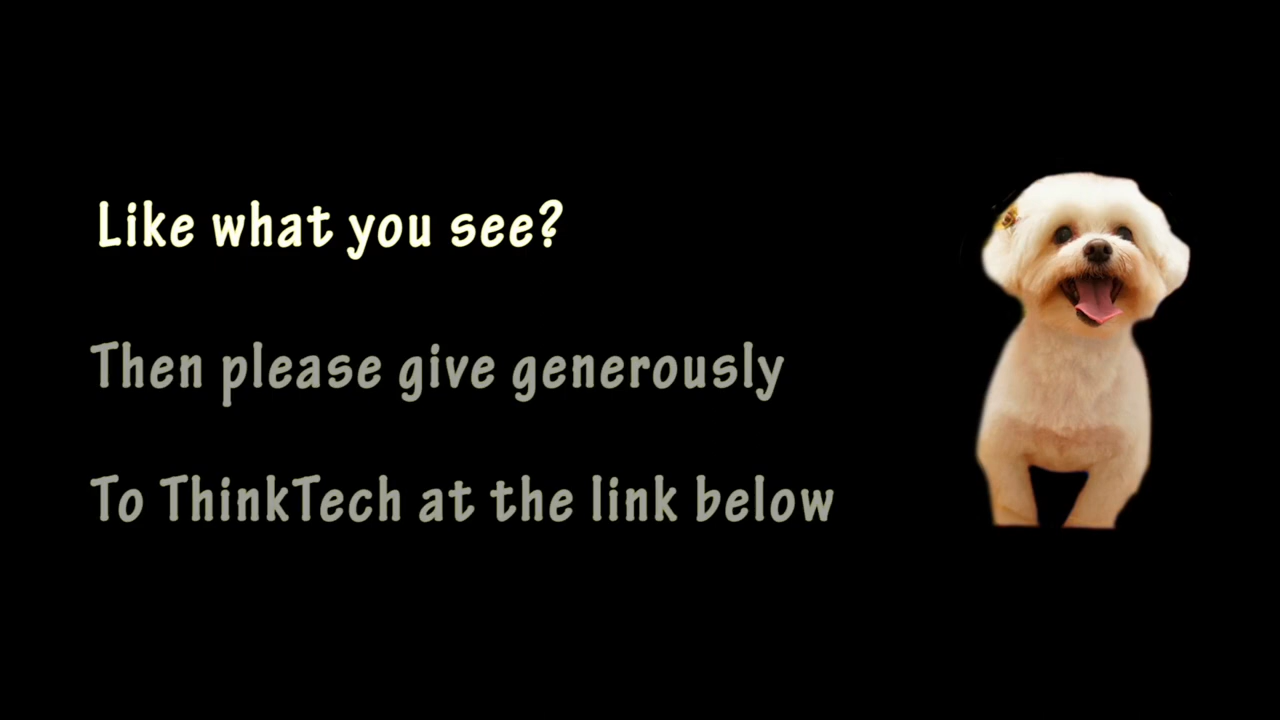 Like what you see?
Then please give generously
To ThinkTech at the link below